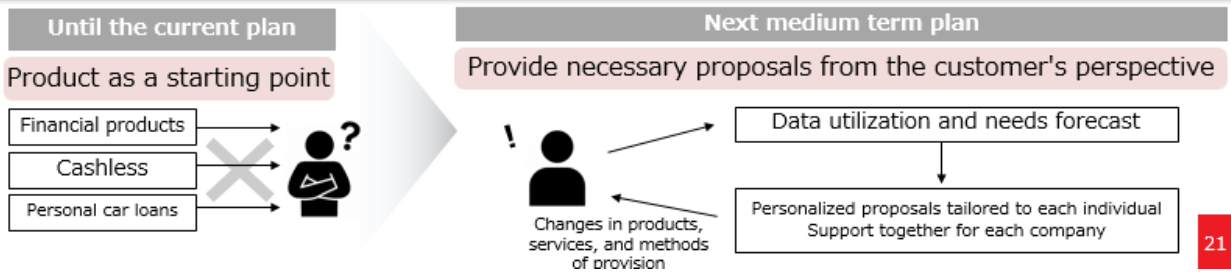 Until the current plan
Product as a starting point
Financial products
Cashless
Personal car loans
?
Next medium term plan
Provide necessary proposals from the customer's perspective
!
Data utilization and needs forecast
Personalized proposals tailored to each individual
Support together for each company
Changes in products,
services, and methods
of provision
21